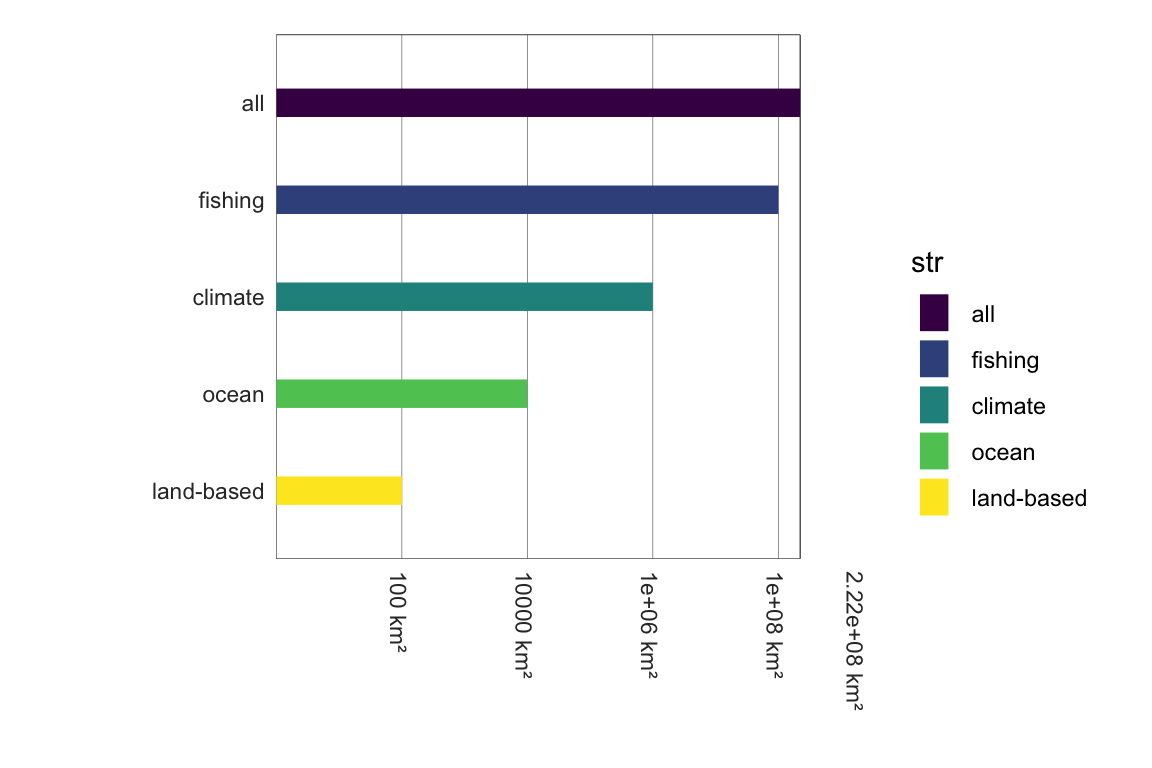 all
fishing
climate
ocean
land-based
100 km²
10000 km²
1e+06 km²
1e+08 km²
2.22e+08 km²
str
all
fishing
climate
ocean
land-based